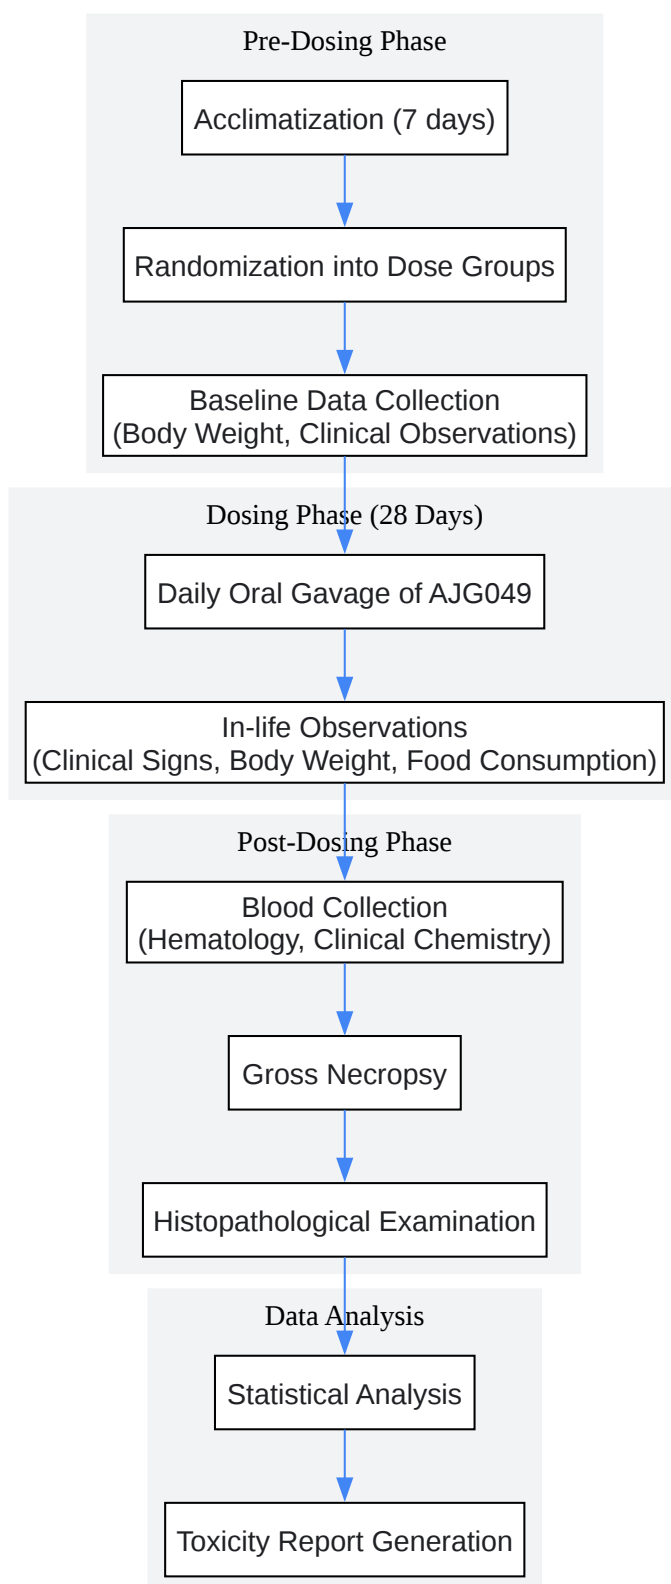 Pre-Dosing Phase
Acclimatization (7 days)
Randomization into Dose Groups
Baseline Data Collection
(Body Weight, Clinical Observations)
Dosing Phase (28 Days)
Daily Oral Gavage of AJG049
In-life Observations
(Clinical Signs, Body Weight, Food Consumption)
Post-Dosing Phase
Blood Collection
(Hematology, Clinical Chemistry)
Gross Necropsy
Histopathological Examination
Data Analysis
Statistical Analysis
Toxicity Report Generation